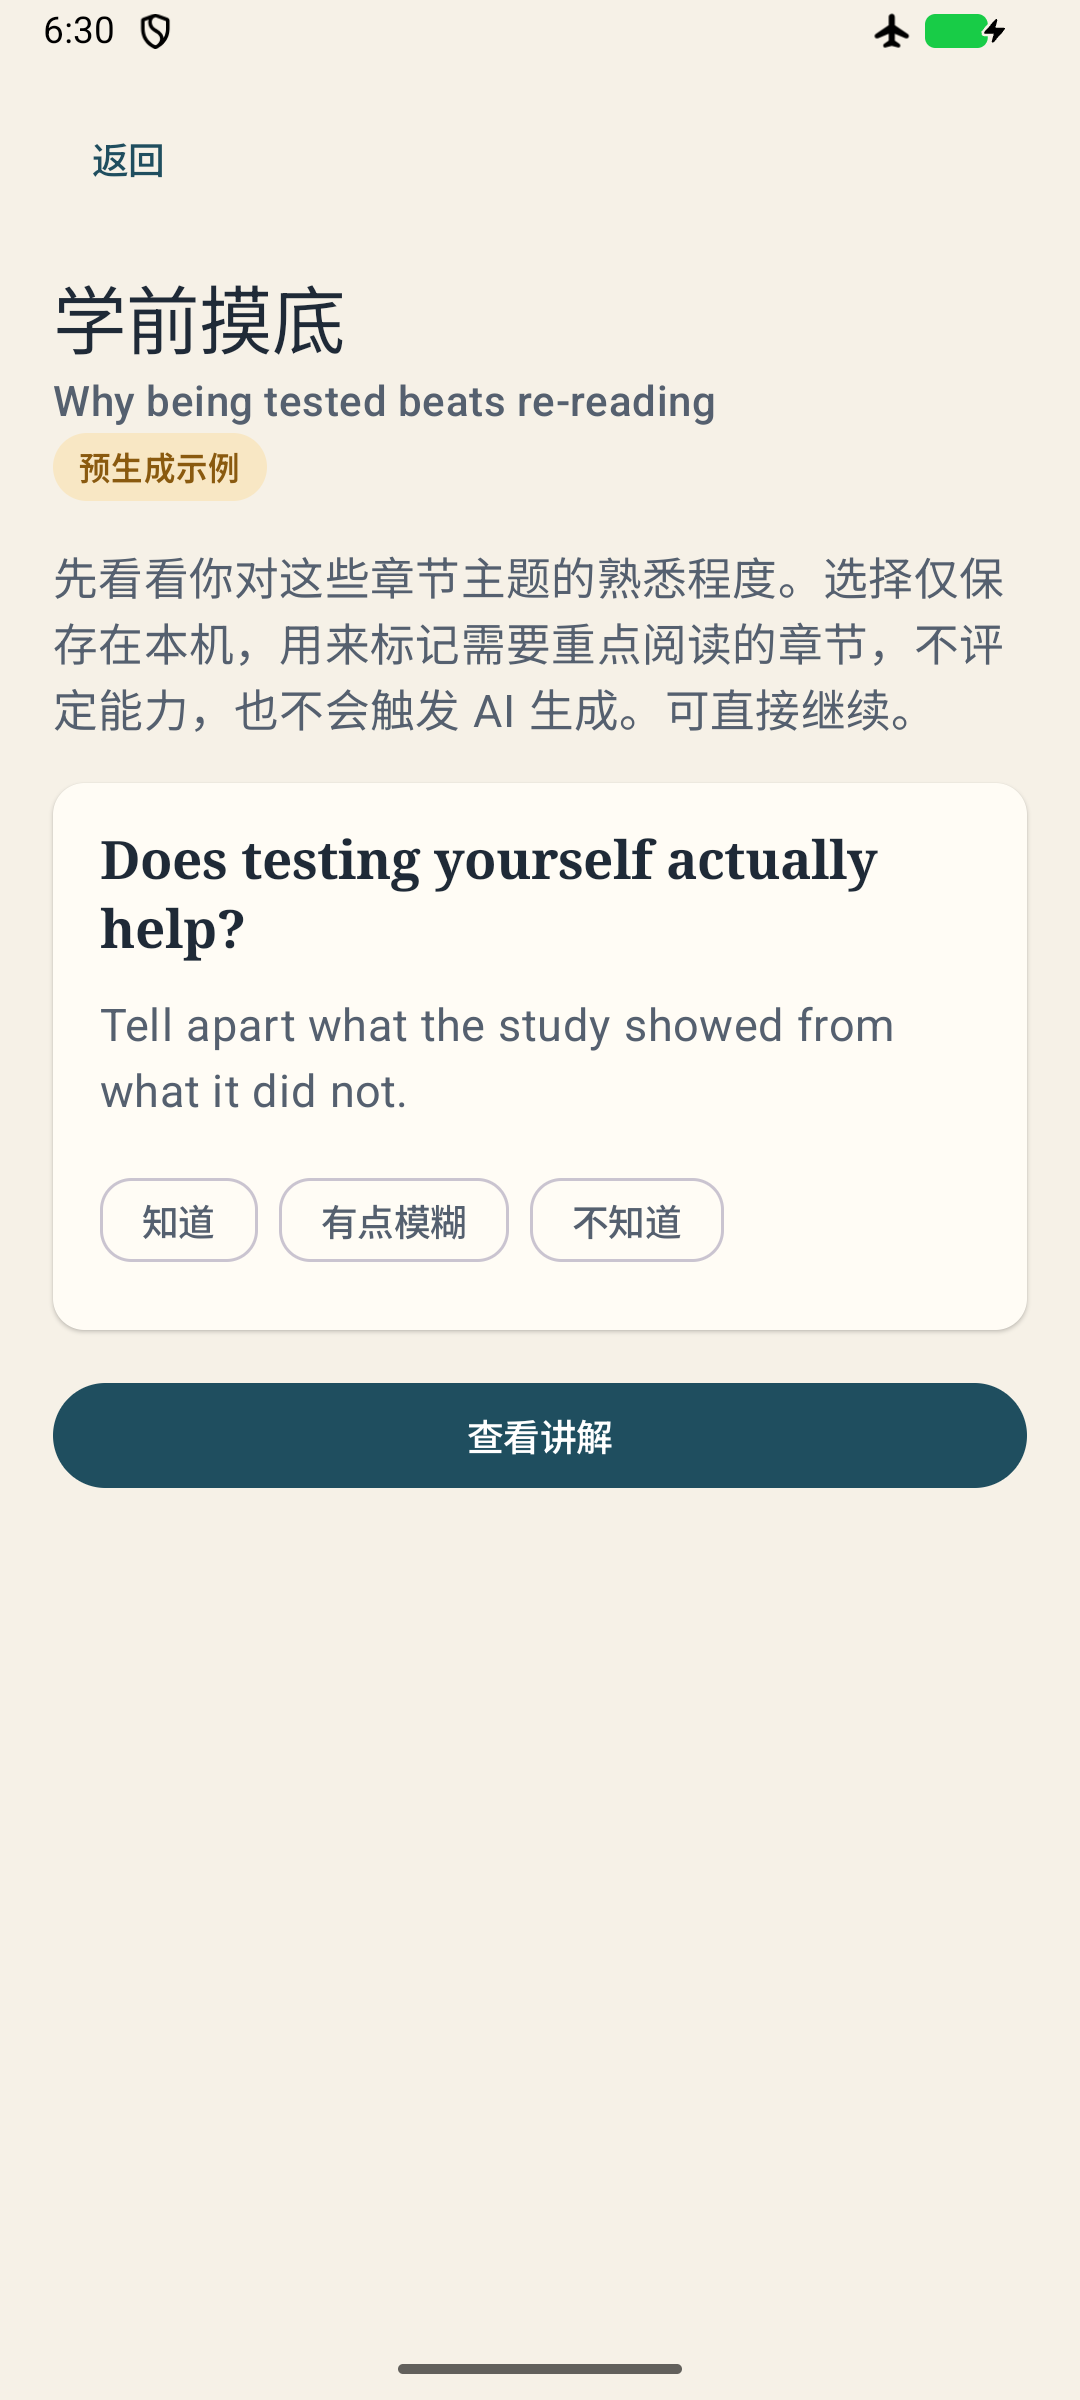 6:30
返回
学前摸底
Why being tested beats re-reading
预生成示例
先看看你对这些章节主题的熟悉程度。选择仅保
存在本机，用来标记需要重点阅读的章节，不评
定能力，也不会触发 AI 生成。可直接继续。
Does testing yourself actually
help?
Tell apart what the study showed from
what it did not.
知道 有点模糊 不知道
查看讲解